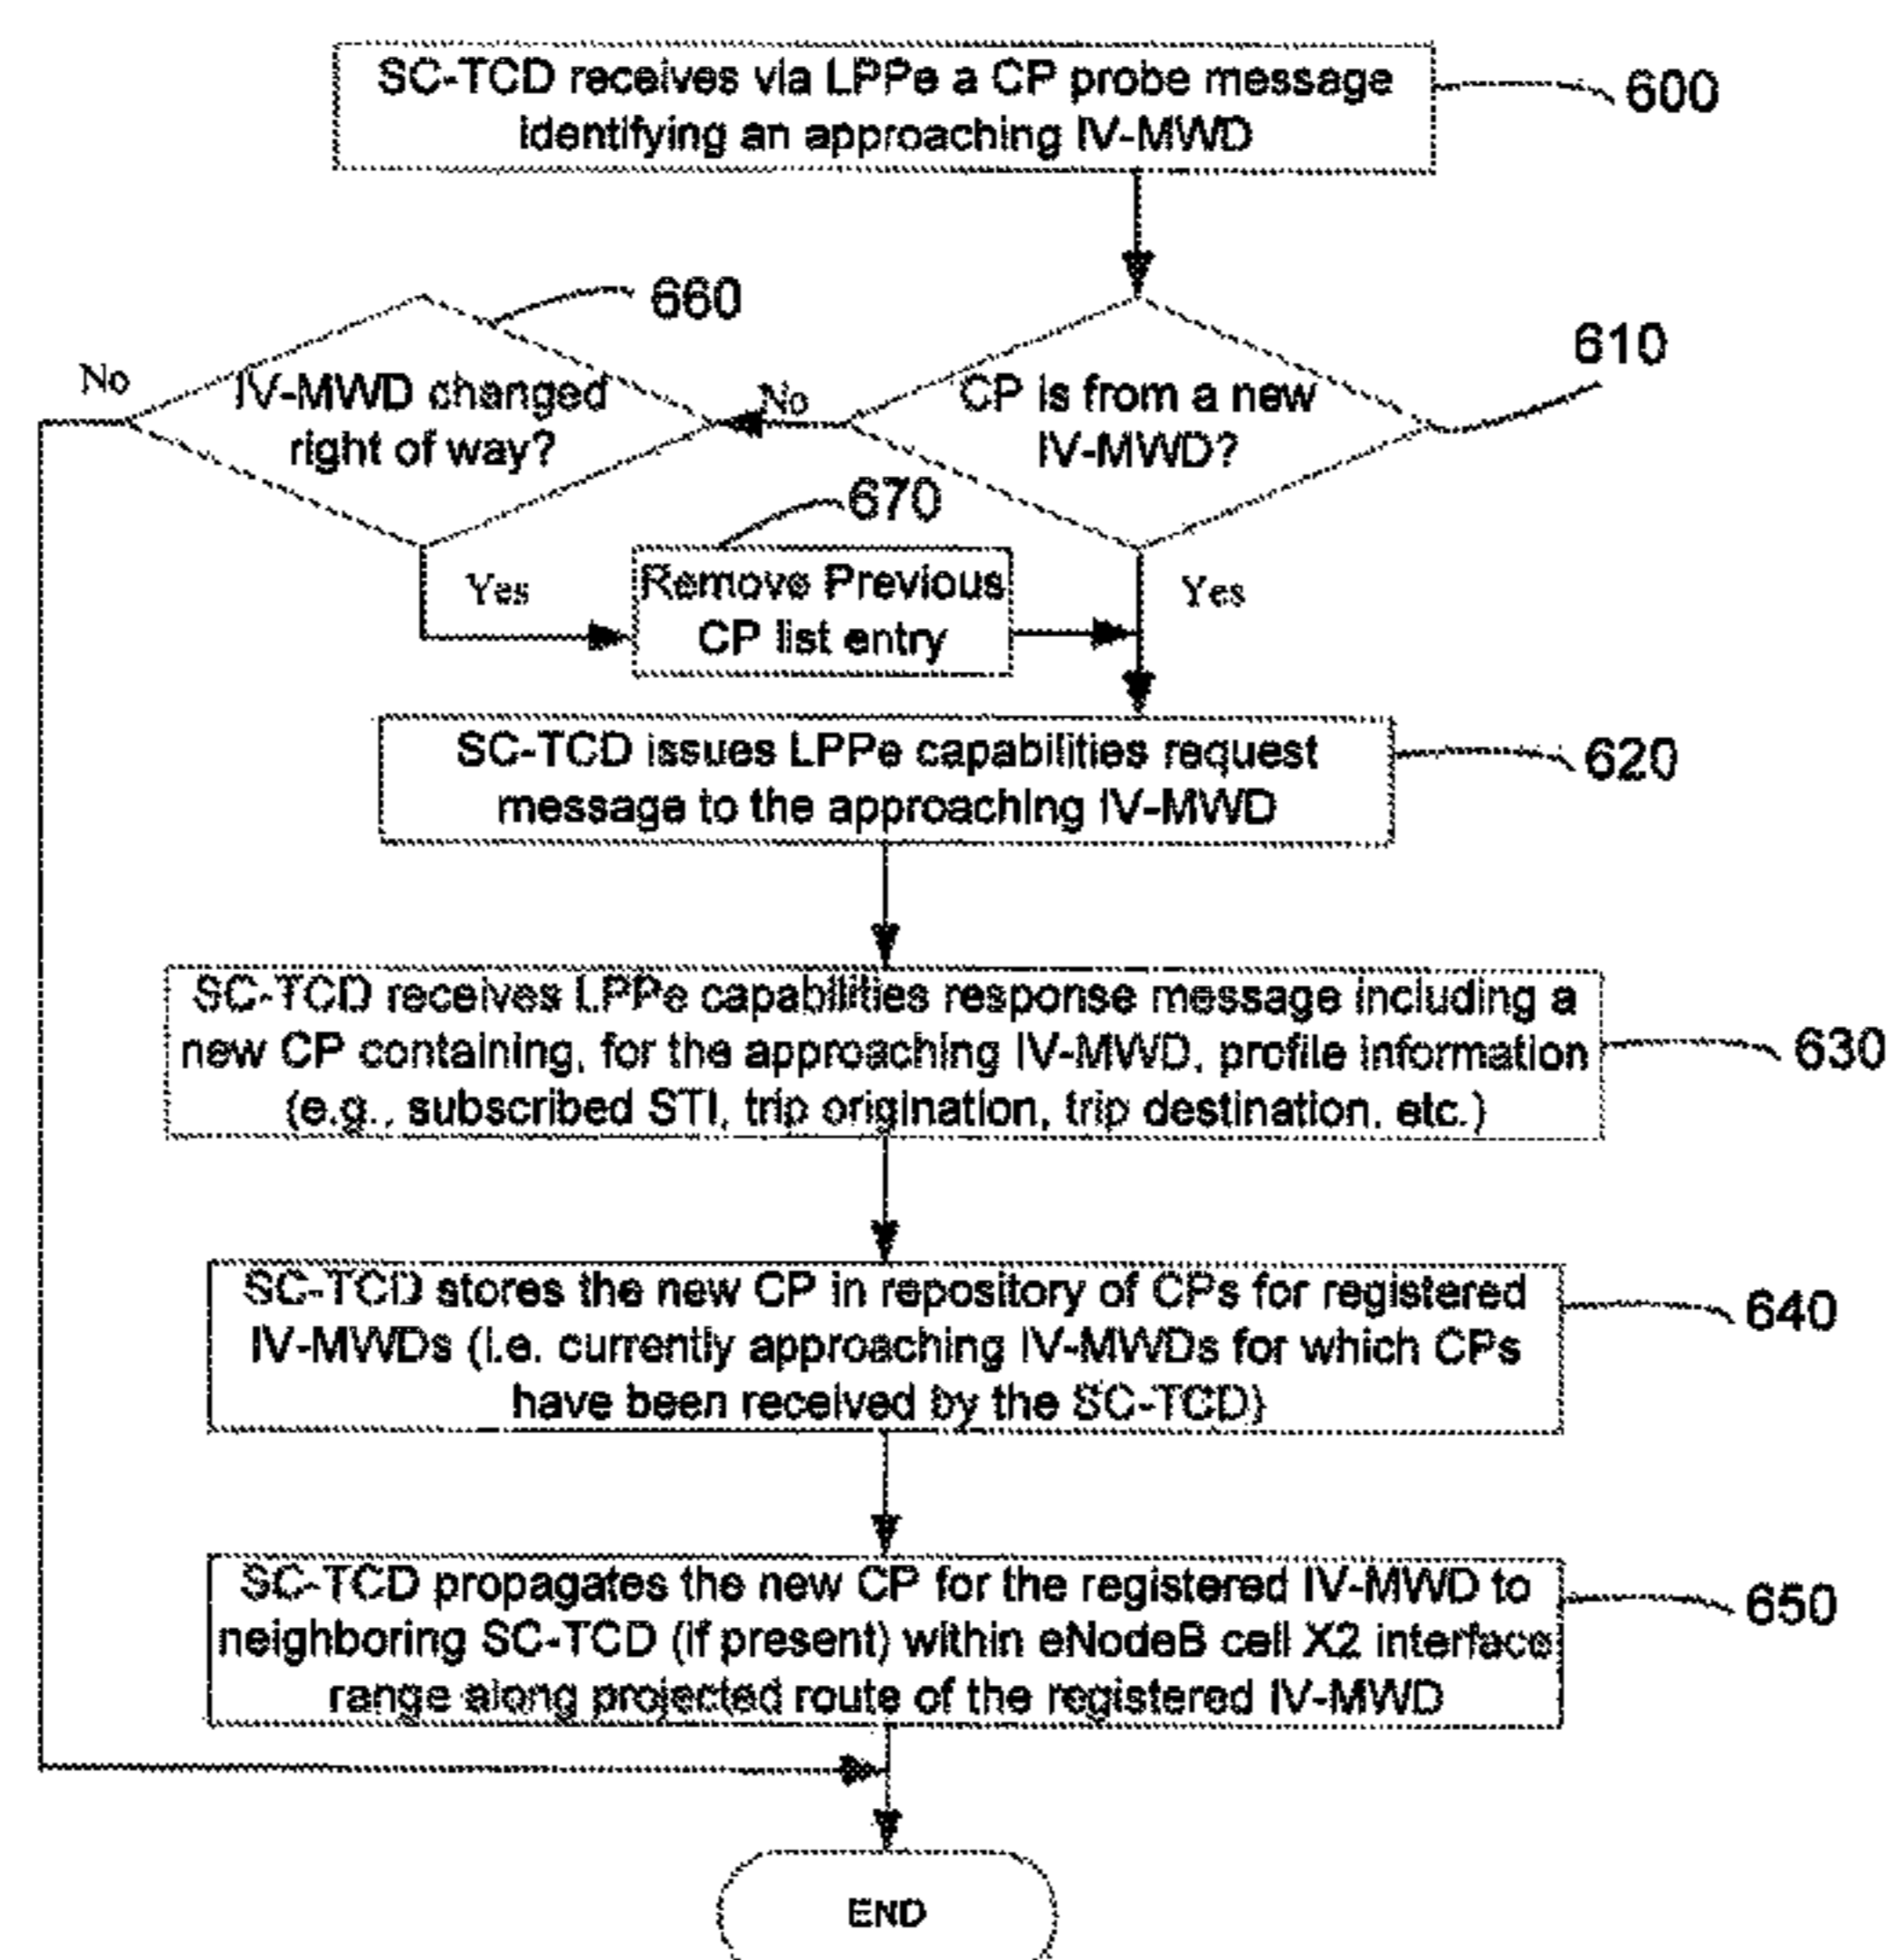 SC-TCD receives via LPPe a CP probe message
identifying an approaching IV-MWD
600
660
610
No
IV-MWD changed
right of way?
No
CP is from a new
IV-MWD?
670
Yes
Remove Previous
CP list entry
Yes
SC-TCD issues LPPe capabilities request
message to the approaching IV-MWD
620
SC-TCD receives LPPe capabilities response message including a
new CP containing, for the approaching IV-MWD, profile information
(e.g., subscribed STI, trip origination, trip destination, etc.)
630
SC-TCD stores the new CP in repository of CPs for registered
IV-MWDs (i.e. currently approaching IV-MWDs for which CPs
have been received by the SC-TCD)
640
SC-TCD propagates the new CP for the registered IV-MWD to
neighboring SC-TCD (if present) within eNodeB cell X2 interface
range along projected route of the registered IV-MWD
650
END